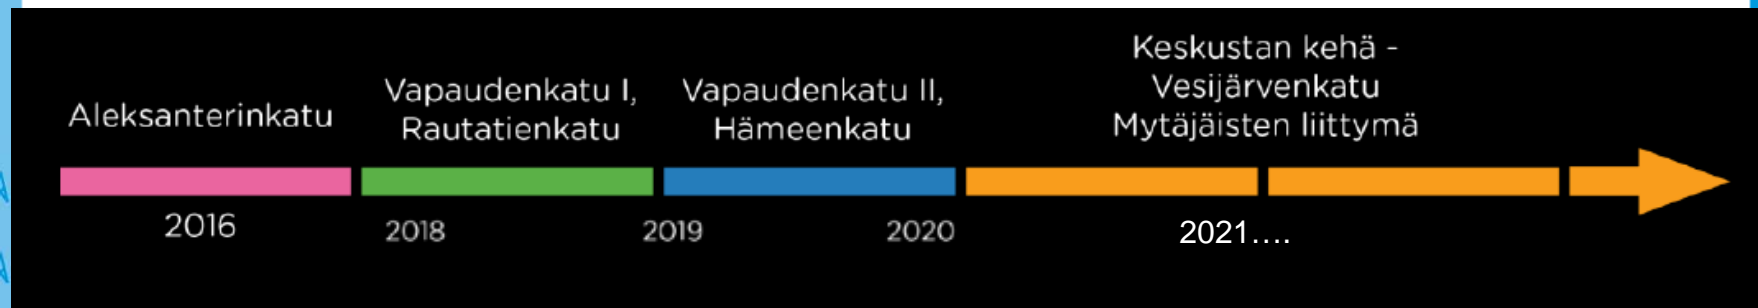 Aleksanterinkatu
Vapaudenkatu I,
Rautatienkatu
Vapaudenkatu II,
Hämeenkatu
Keskustan kehä -
Vesijärvenkatu
Mytäjäisten liittymä
2016
2018
2019
2020
2021....